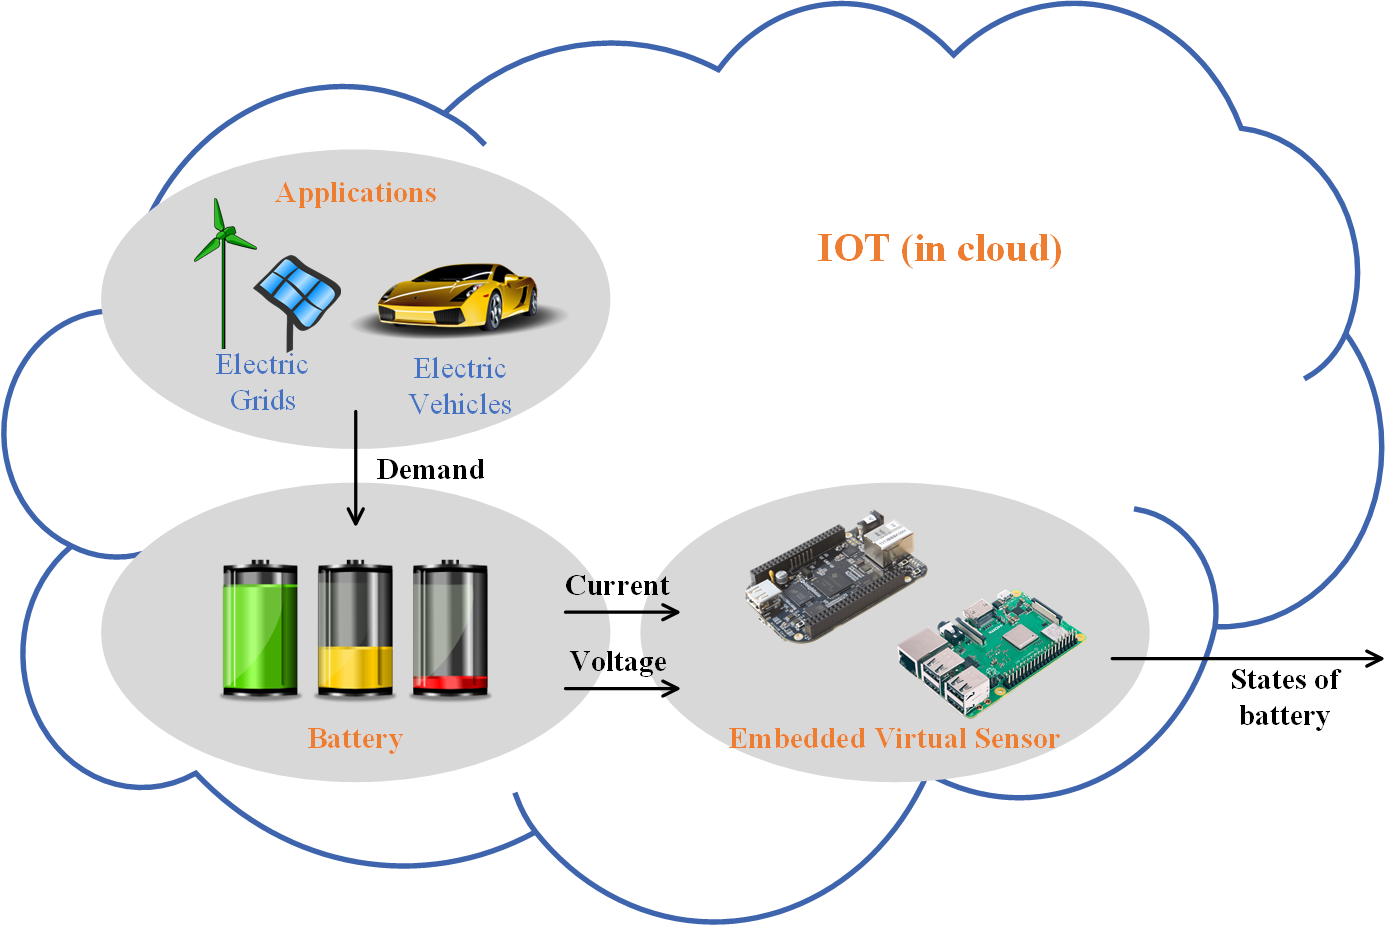 Applications
IOT (in cloud)
Electric
Grids
Electric
Vehicles
Demand
Current
Voltage
States of
battery
Battery
Embedded Virtual Sensor